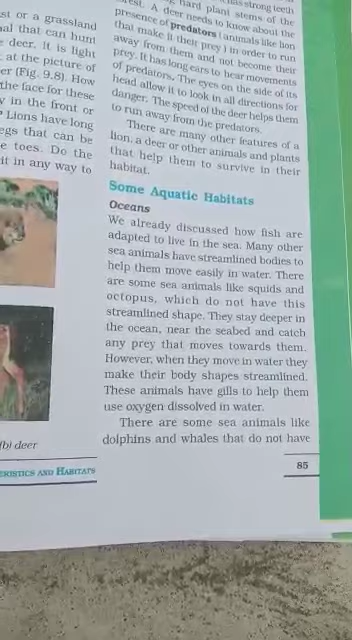 st or a grassland
al that can hunt
deer. It is light
at the picture of
er (Fig. 9.8). How
the face for these
y in the front or
? Lions have long
egs that can be
e toes. Do the
it in any way to
(b) deer
ERISTICS AND HABITATS
has strong teeth
hard plant stems of the
A deer needs to know about the
presence of predators (animals like lion
that make it their prey) in order to run
away from them and not become their
prey. It has long ears to hear movements
of predators. The eyes on the side of its
head allow it to look in all directions for
danger. The speed of the deer helps them
to run away from the predators.
There are many other features of a
lion, a deer or other animals and plants
that help them to survive in their
habitat.
Some Aquatic Habitats
Oceans
We already discussed how fish are
adapted to live in the sea. Many other
sea animals have streamlined bodies to
help them move easily in water. There
are some sea animals like squids and
octopus, which do not have this
streamlined shape. They stay deeper in
the ocean, near the seabed and catch
any prey that moves towards them.
However, when they move in water they
make their body shapes streamlined.
These animals have gills to help them
use oxygen dissolved in water.
There are some sea animals like
dolphins and whales that do not have
85